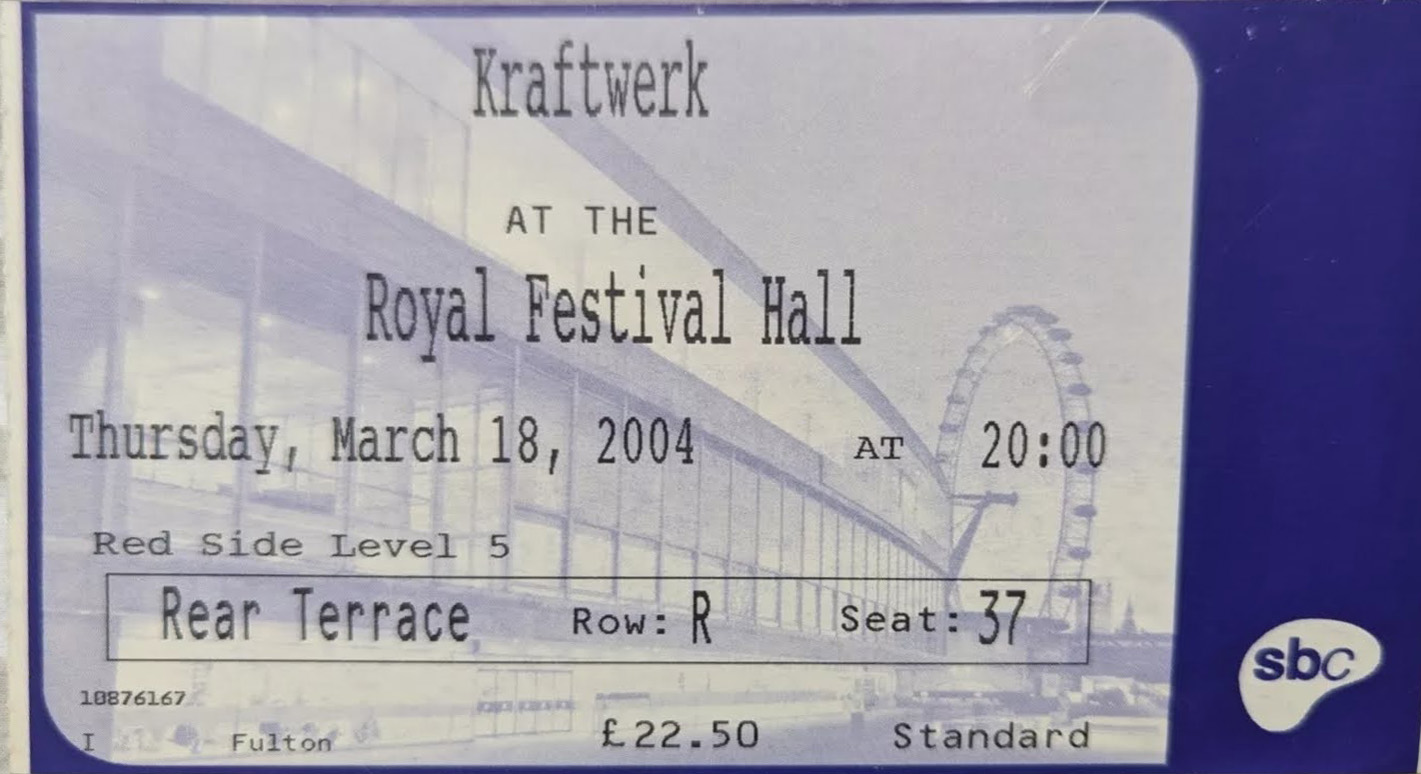 Kraftwerk
AT THE
Royal Festival Hall
Thursday, March 18, 2004 AT 20:00
Red Side Level 5
Rear Terrace Row: R Seat: 37
10876167
I Fulton £22.50 Standard
sbc